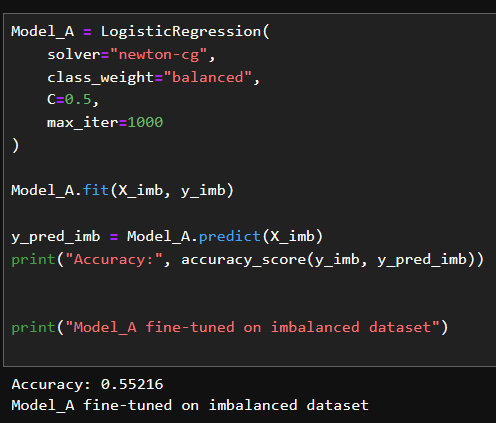 Model_A = LogisticRegression(
    solver="newton-cg",
    class_weight="balanced",
    C=0.5,
    max_iter=1000
)
Model_A.fit(X_imb, y_imb)
y_pred_imb = Model_A.predict(X_imb)
print("Accuracy:", accuracy_score(y_imb, y_pred_imb))
print("Model_A fine-tuned on imbalanced dataset")
Accuracy: 0.55216
Model_A fine-tuned on imbalanced dataset